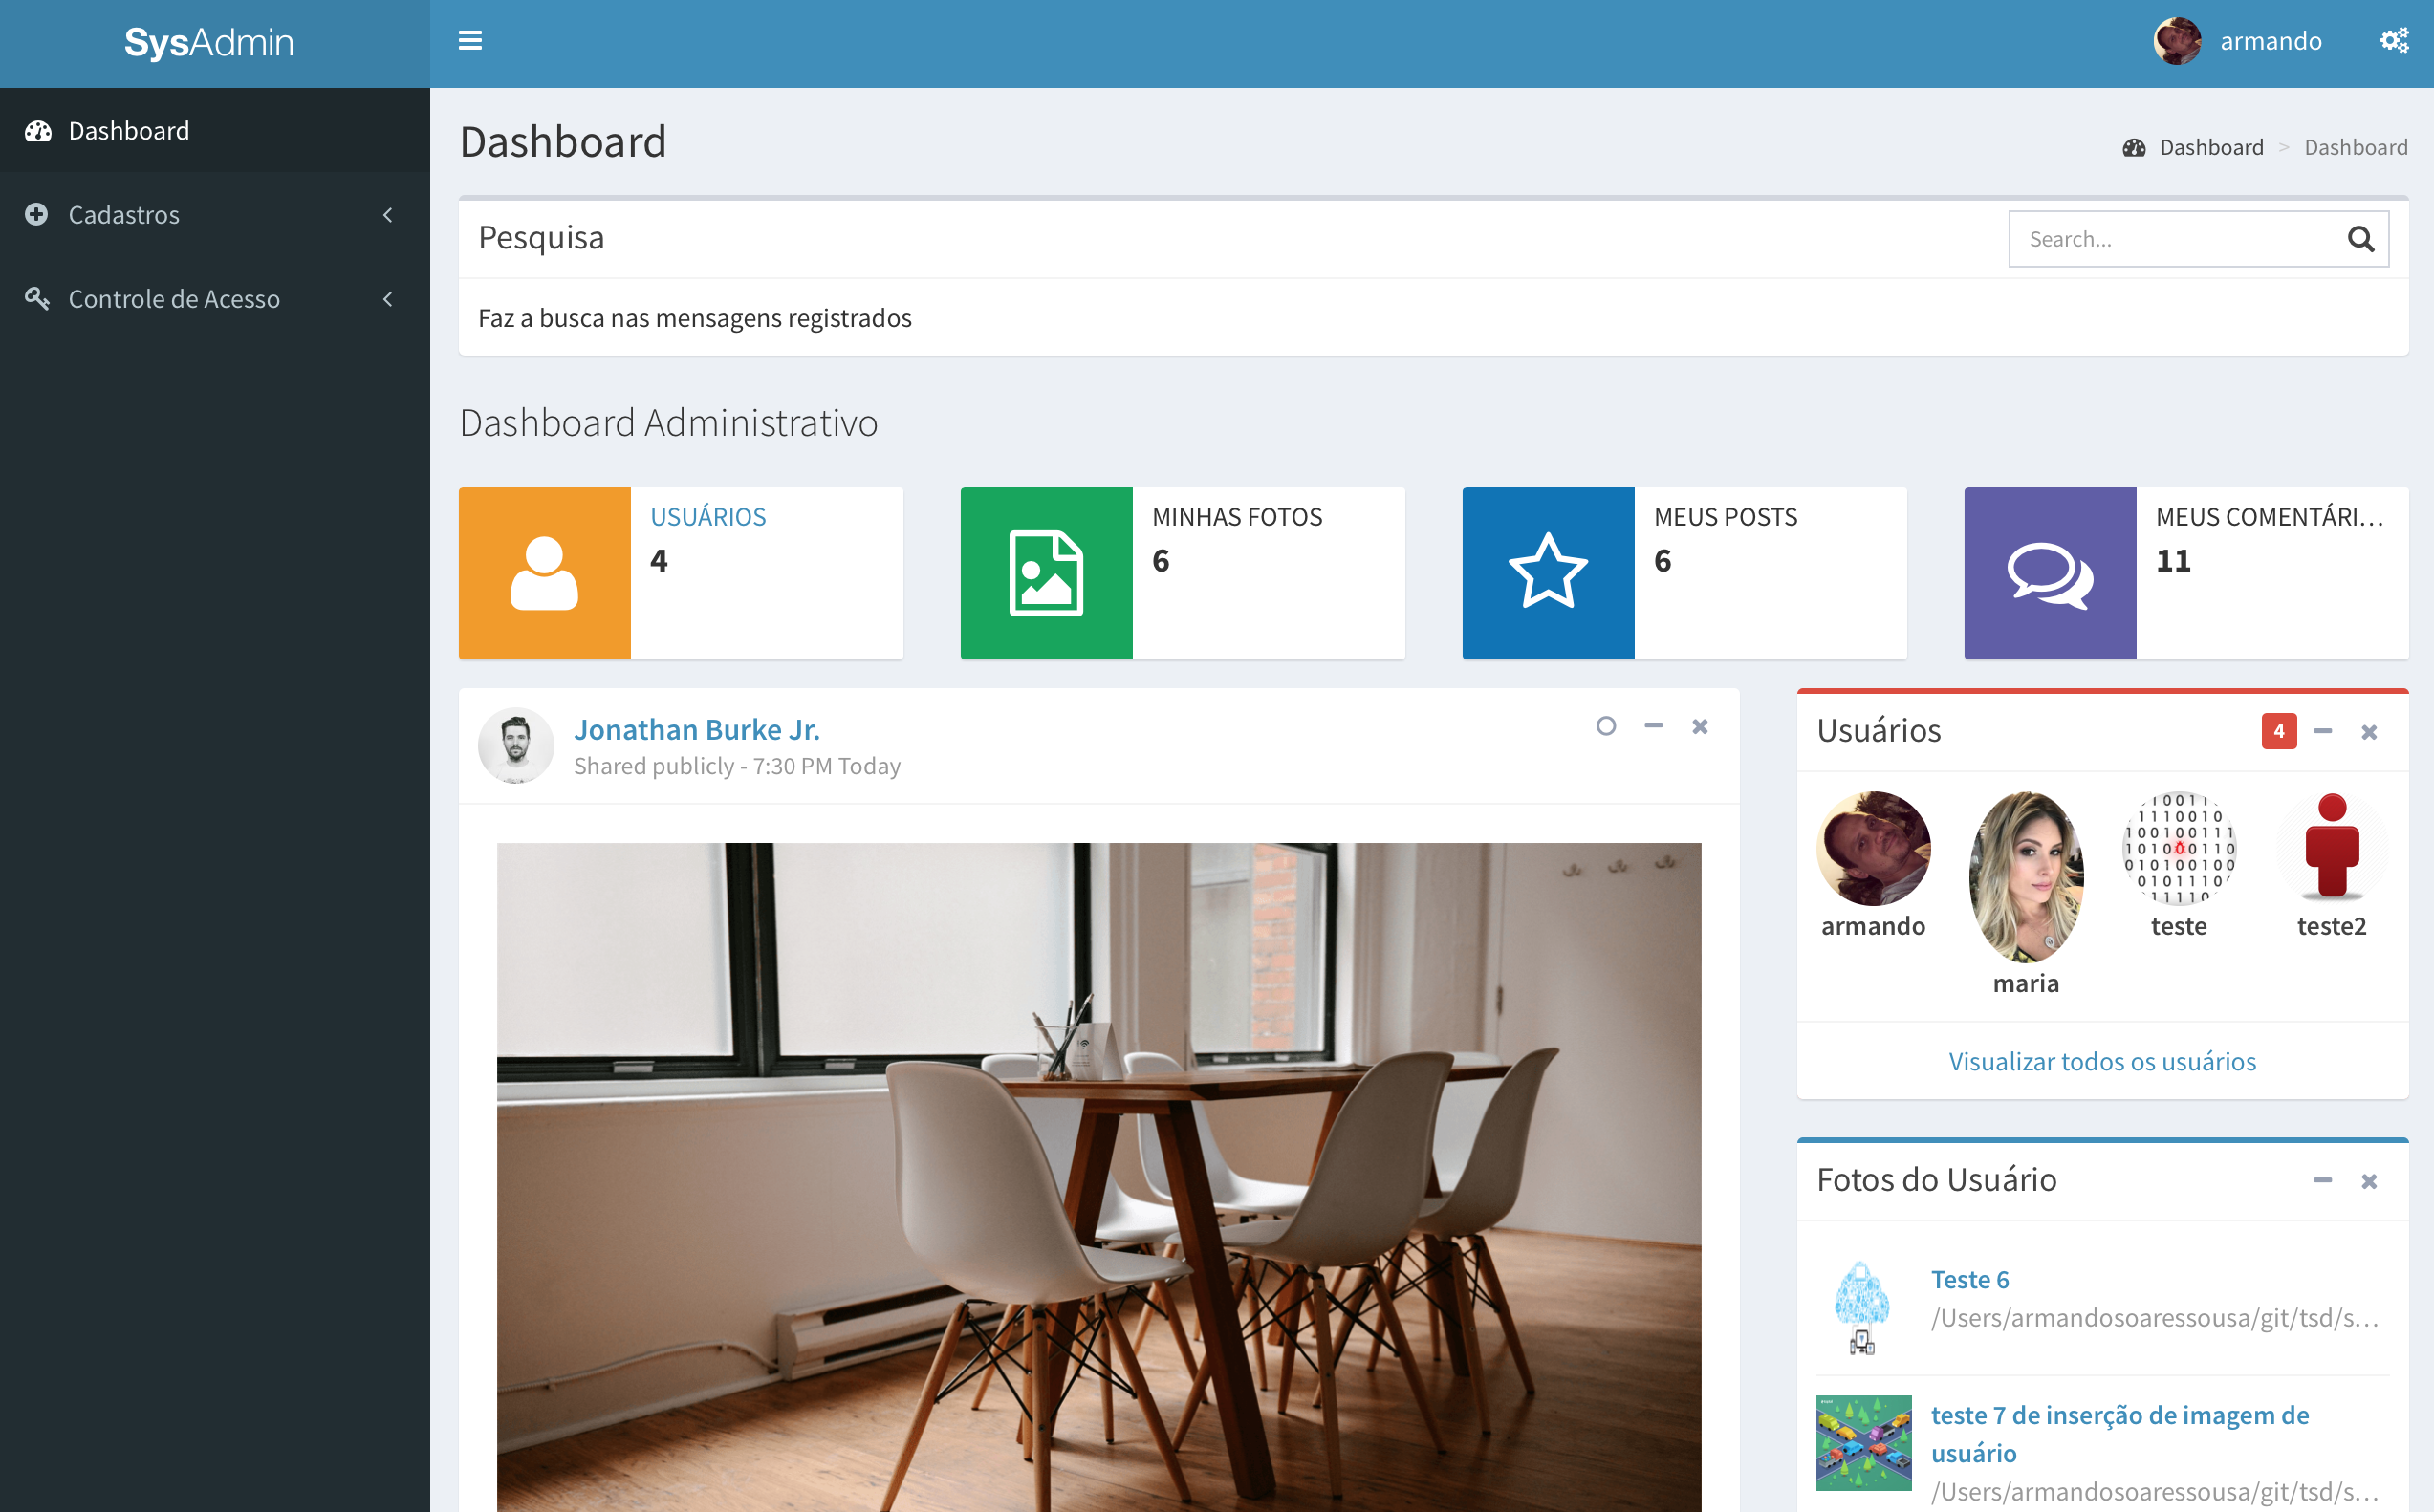 SysAdmin
armando
Dashboard
Cadastros
Controle de Acesso
Dashboard
Dashboard > Dashboard
Pesquisa
Search...
Faz a busca nas mensagens registrados
Dashboard Administrativo
USUÁRIOS
4
MINHAS FOTOS
6
MEUS POSTS
6
MEUS COMENTÁRI...
11
Jonathan Burke Jr.
Shared publicly - 7:30 PM Today
Usuários
4
armando
maria
teste
teste2
Visualizar todos os usuários
Fotos do Usuário
Teste 6
/Users/armandosoaressousa/git/tsd/s...
teste 7 de inserção de imagem de
usuário
/Users/armandosoaressousa/git/tsd/s...